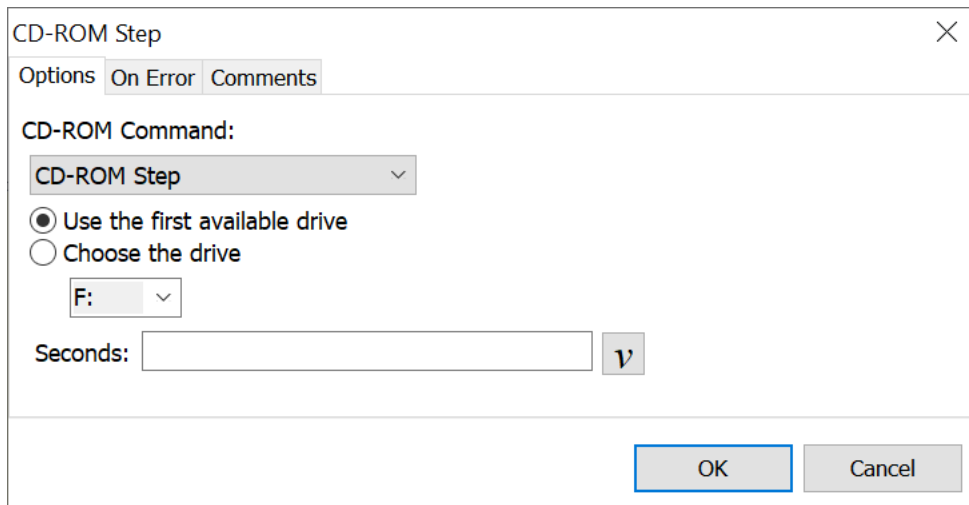 CD-ROM Step
Options On Error Comments
CD-ROM Command:
CD-ROM Step
Use the first available drive
Choose the drive
F:
Seconds:
v
OK Cancel